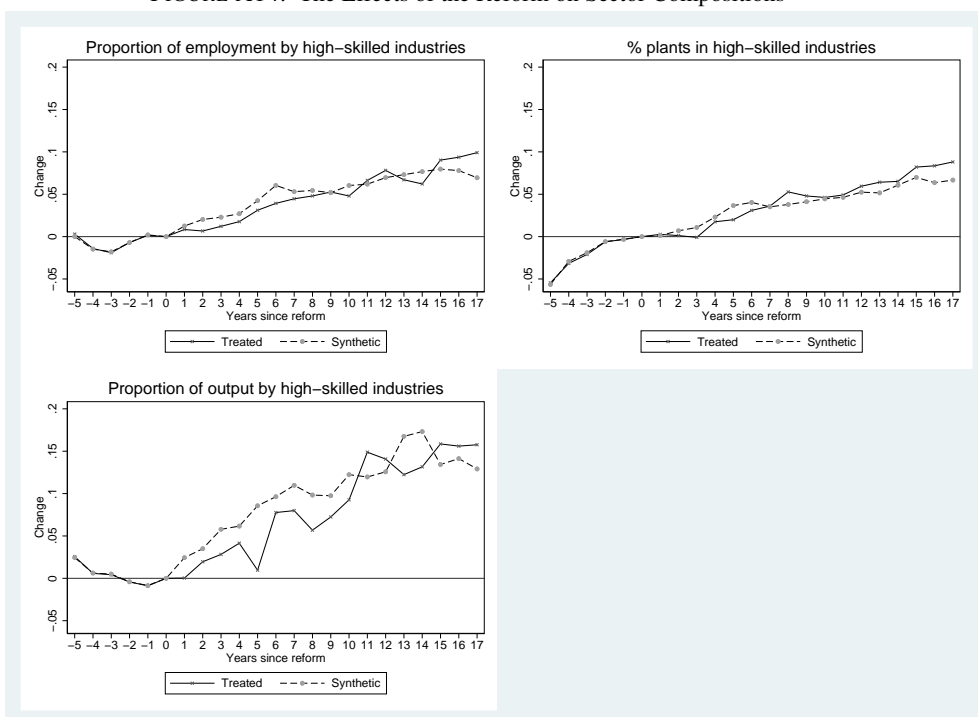 FIGURE A14.  The Effects of the Reform on Sector Compositions
Proportion of employment by high−skilled industries
Change
.2
.15
.1
.05
0
−.05
−5 −4 −3 −2 −1 0 1 2 3 4 5 6 7 8 9 10 11 12 13 14 15 16 17
Years since reform
Treated Synthetic
% plants in high−skilled industries
Change
.2
.15
.1
.05
0
−.05
−5 −4 −3 −2 −1 0 1 2 3 4 5 6 7 8 9 10 11 12 13 14 15 16 17
Years since reform
Treated Synthetic
Proportion of output by high−skilled industries
Change
.2
.15
.1
.05
0
−.05
−5 −4 −3 −2 −1 0 1 2 3 4 5 6 7 8 9 10 11 12 13 14 15 16 17
Years since reform
Treated Synthetic